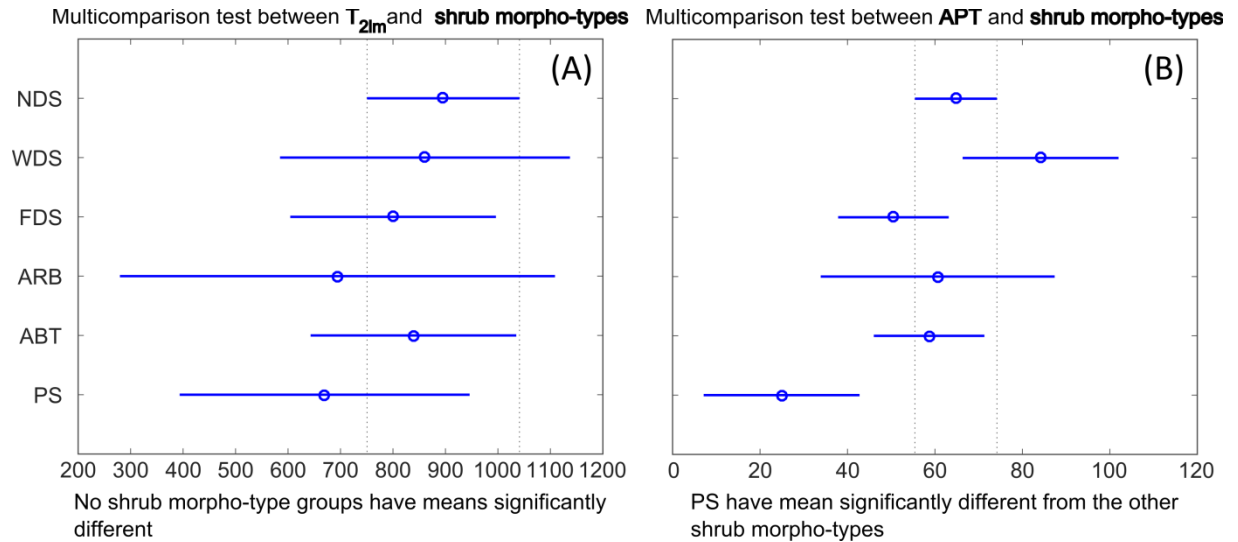 Multicomparison test between T2lm and shrub morpho-types
(A)
NDS
WDS
FDS
ARB
ABT
PS
200 300 400 500 600 700 800 900 1000 1100 1200
No shrub morpho-type groups have means significantly
different
Multicomparison test between APT and shrub morpho-types
(B)
0 20 40 60 80 100 120
PS have mean significantly different from the other
shrub morpho-types